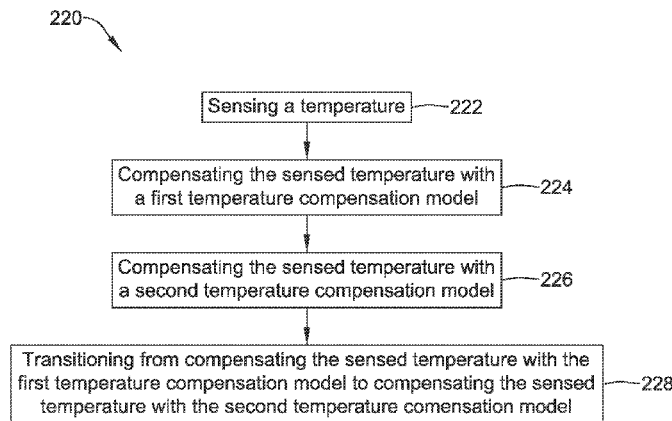 220
Sensing a temperature
222
Compensating the sensed temperature with
a first temperature compensation model
224
Compensating the sensed temperature with
a second temperature compensation model
226
Transitioning from compensating the sensed temperature with the
first temperature compensation model to compensating the sensed
temperature with the second temperature comensation model
228